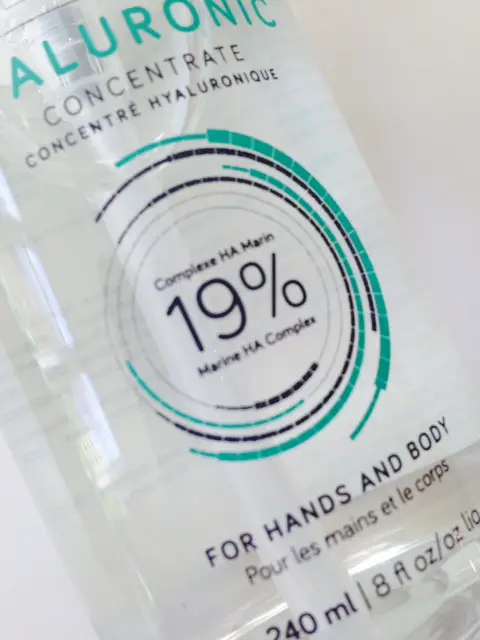 ALURONIC
CONCENTRATE
CONCENTRÉ HYALURONIQUE
Complexe HA Marin
19%
Marine HA Complex
FOR HANDS AND BODY
Pour les mains et le corps
240 ml | 8 fl oz/oz liq